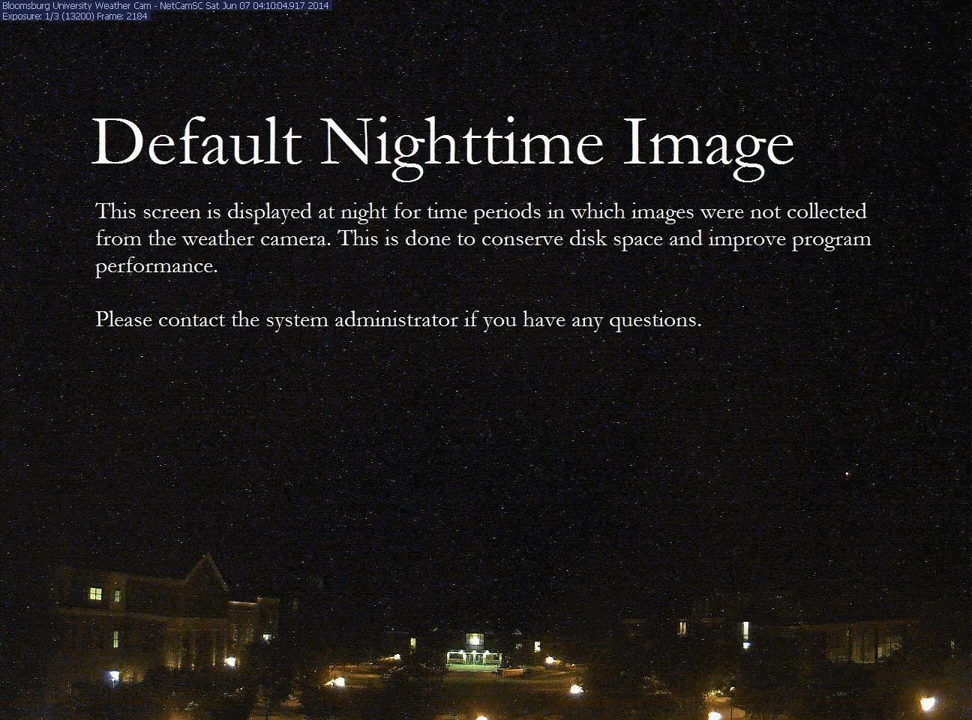 Bloomsburg University Weather Cam - NetCamSC Sat Jun 07 04:10:04.917 2014
Exposure: 1/3 (13200) Frame: 2184
Default Nighttime Image
This screen is displayed at night for time periods in which images were not collected
from the weather camera. This is done to conserve disk space and improve program
performance.
Please contact the system administrator if you have any questions.